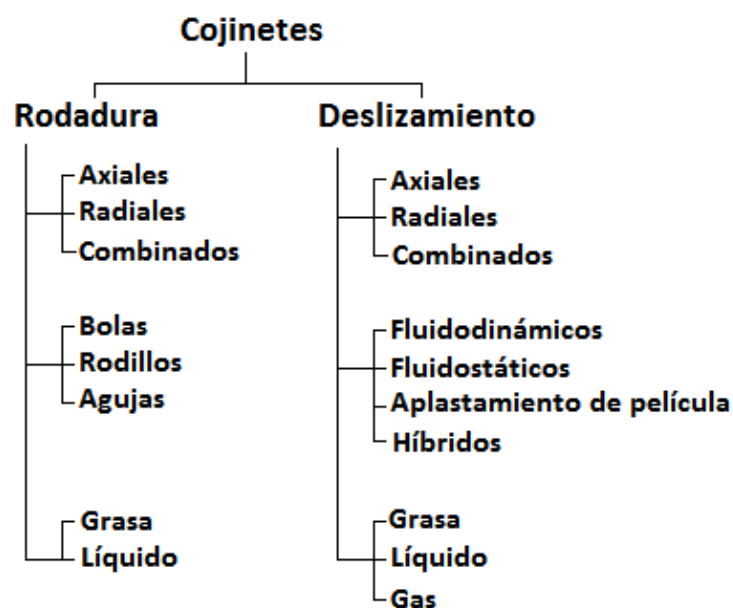 Cojinetes
Rodadura
Deslizamiento
Axiales
Radiales
Combinados
Bolas
Rodillos
Agujas
Grasa
Líquido
Axiales
Radiales
Combinados
Fluidodinámicos
Fluidostáticos
Aplastamiento de película
Híbridos
Grasa
Líquido
Gas